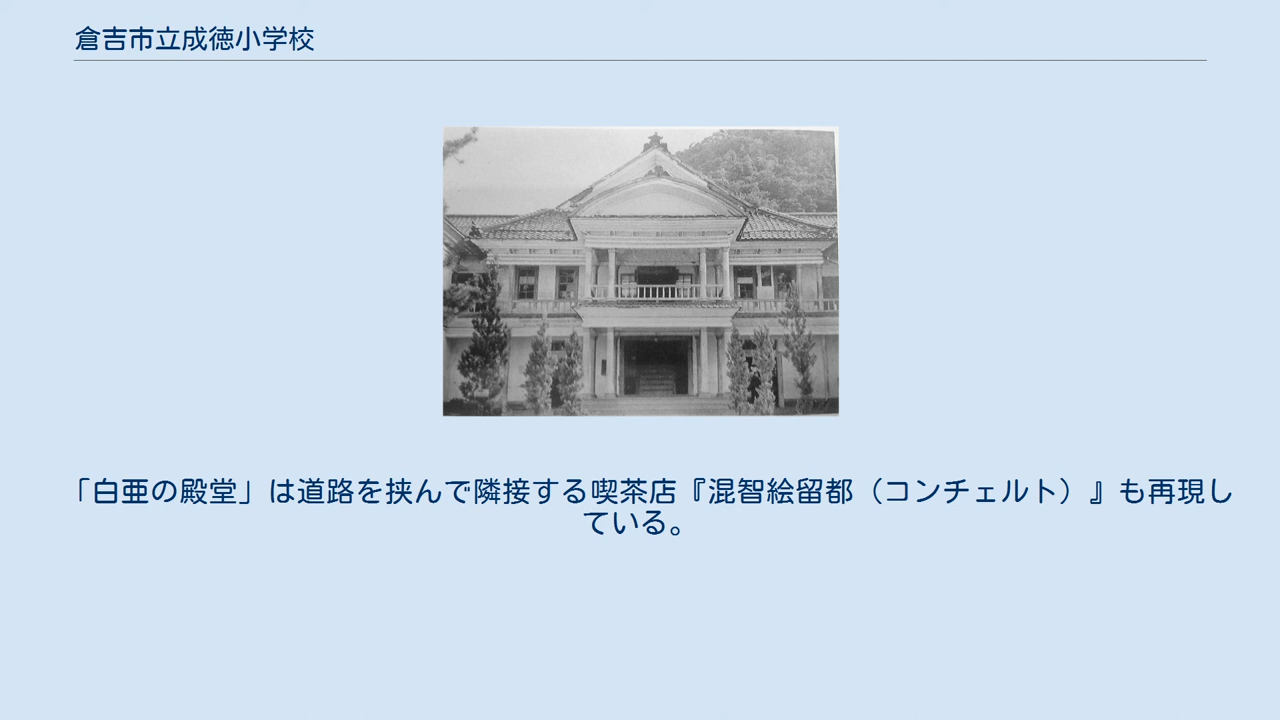 倉吉市立成徳小学校
「白亜の殿堂」は道路を挟んで隣接する喫茶店『混智絵留都（コンチェルト）』も再現し
ている。